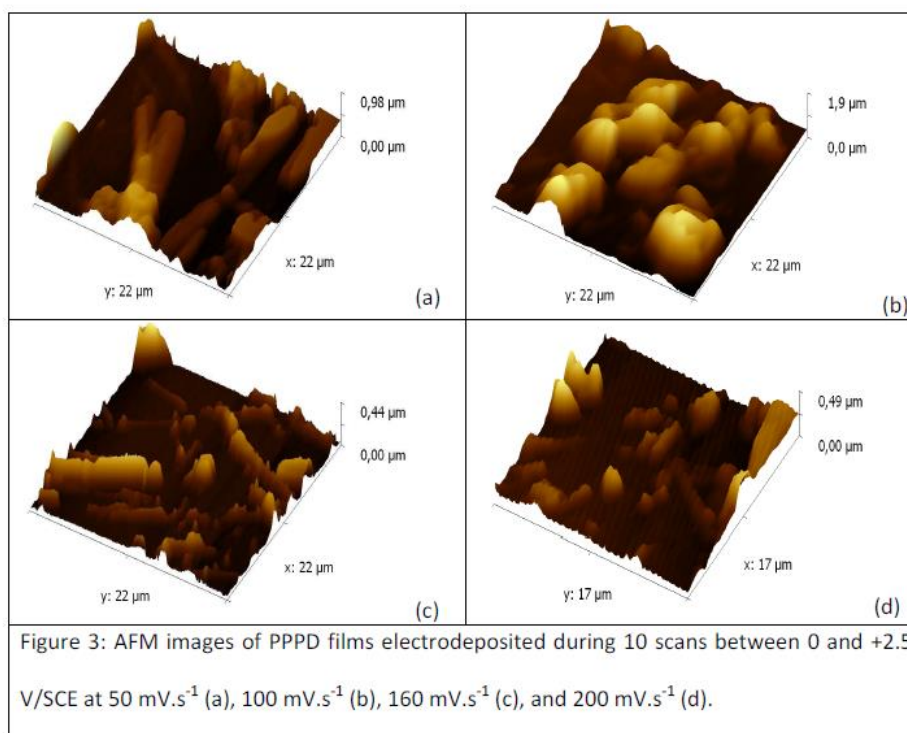 0,98 µm
0,00 µm
x: 22 µm
y: 22 µm
(a)
1,9 µm
0,0 µm
x: 22 µm
y: 22 µm
(b)
0,44 µm
0,00 µm
x: 22 µm
y: 22 µm
(c)
0,49 µm
0,00 µm
x: 17 µm
y: 17 µm
(d)
Figure 3: AFM images of PPPD films electrodeposited during 10 scans between 0 and +2.5
V/SCE at 50 mV.s⁻¹ (a), 100 mV.s⁻¹ (b), 160 mV.s⁻¹ (c), and 200 mV.s⁻¹ (d).